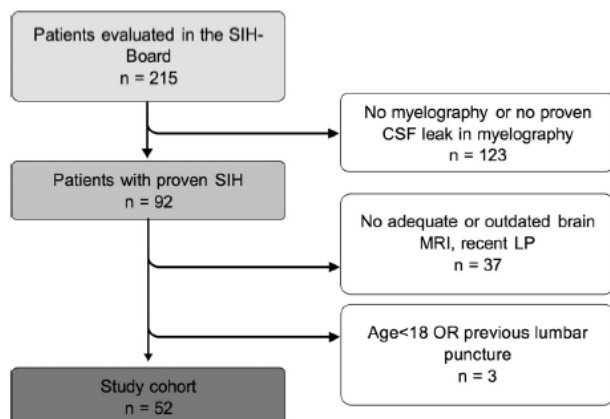 Patients evaluated in the SIH-
Board
n = 215
No myelography or no proven
CSF leak in myelography
n = 123
Patients with proven SIH
n = 92
No adequate or outdated brain
MRI, recent LP
n = 37
Age<18 OR previous lumbar
puncture
n = 3
Study cohort
n = 52